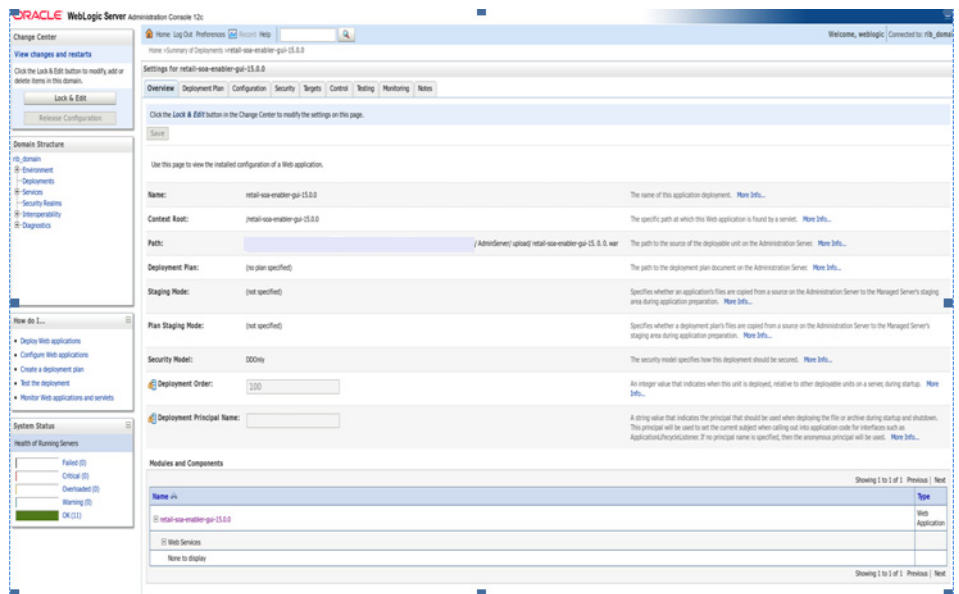 ORACLE WebLogic Server Administration Console 12c
Change Center
View changes and restarts
Click the Lock & Edit button to modify, add or
delete items in this domain.
Lock & Edit
Release Configuration
Domain Structure
rib_domain
Environment
Deployments
Services
Security Realms
Interoperability
Diagnostics
How do I...
Deploy Web applications
Configure Web applications
Create a deployment plan
Test the deployment
Monitor Web applications and servlets
System Status
Health of Running Servers
Failed (0)
Critical (0)
Overloaded (0)
Warning (0)
OK (11)
Home Log Out Preferences Record Help
Welcome, weblogic Connected to: rib_domai
Home >Summary of Deployments >retail-soa-enabler-gui-15.0.0
Settings for retail-soa-enabler-gui-15.0.0
Overview Deployment Plan Configuration Security Targets Control Testing Monitoring Notes
Click the Lock & Edit button in the Change Center to modify the settings on this page.
Save
Use this page to view the installed configuration of a Web application.
Name: retail-soa-enabler-gui-15.0.0 The name of this application deployment. More Info...
Context Root: /retail-soa-enabler-gui-15.0.0 The specific path at which this Web application is found by a servlet. More Info...
Path: / AdminServer/ upload/ retail-soa-enabler-gui-15. 0. 0. war The path to the source of the deployable unit on the Administration Server. More Info...
Deployment Plan: (no plan specified) The path to the deployment plan document on the Administration Server. More Info...
Staging Mode: (not specified) Specifies whether an application's files are copied from a source on the Administration Server to the Managed Server's staging
area during application preparation. More Info...
Plan Staging Mode: (not specified) Specifies whether a deployment plan's files are copied from a source on the Administration Server to the Managed Server's
staging area during application preparation. More Info...
Security Model: DDOnly The security model specifies how this deployment should be secured. More Info...
Deployment Order: 100 An integer value that indicates when this unit is deployed, relative to other deployable units on a server, during startup. More
Info...
Deployment Principal Name: A string value that indicates the principal that should be used when deploying the file or archive during startup and shutdown.
This principal will be used to set the current subject when calling out into application code for interfaces such as
ApplicationLifecycleListener. If no principal name is specified, then the anonymous principal will be used. More Info...
Modules and Components
Showing 1 to 1 of 1 Previous | Next
Name Type
retail-soa-enabler-gui-15.0.0 Web
Application
Web Services
None to display
Showing 1 to 1 of 1 Previous | Next